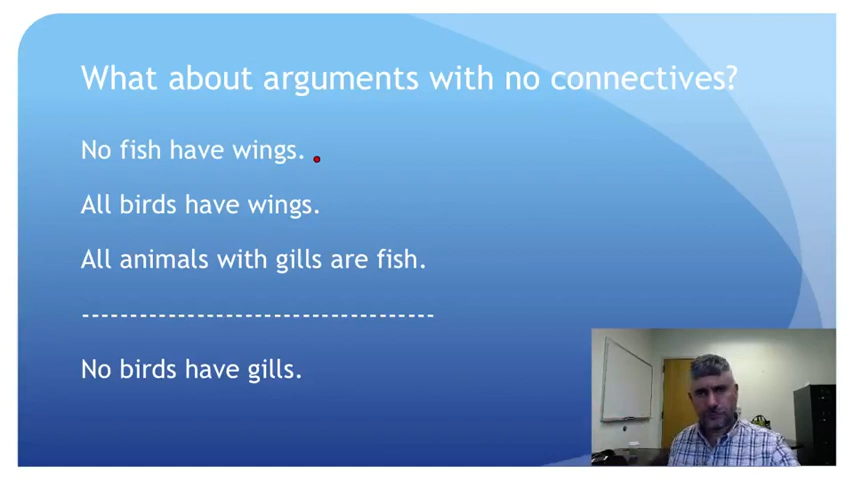 What about arguments with no connectives?
No fish have wings.
All birds have wings.
All animals with gills are fish.
-------------------------------------
No birds have gills.